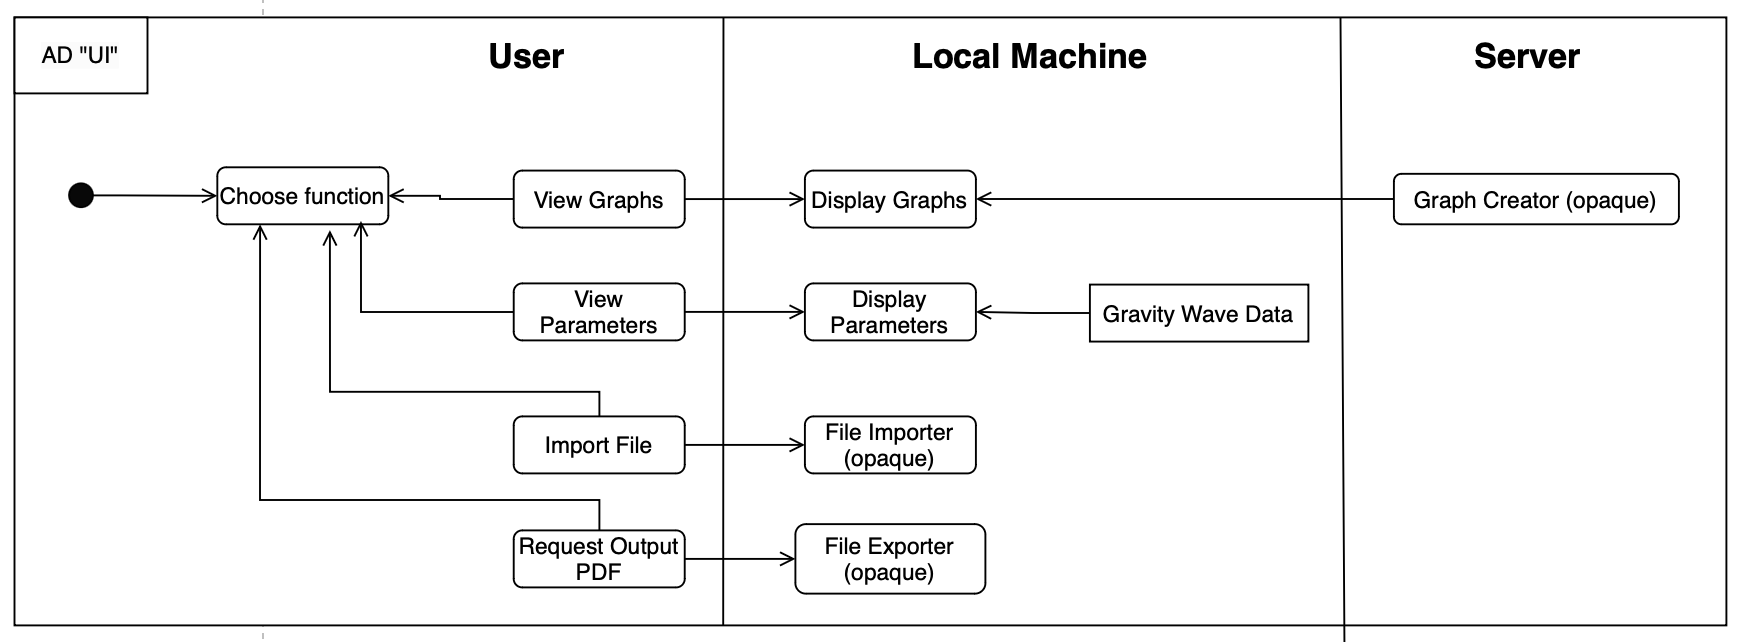 AD "UI"
User
Local Machine
Server
Choose function
View Graphs
Display Graphs
Graph Creator (opaque)
View
Parameters
Display
Parameters
Gravity Wave Data
Import File
File Importer
(opaque)
Request Output
PDF
File Exporter
(opaque)